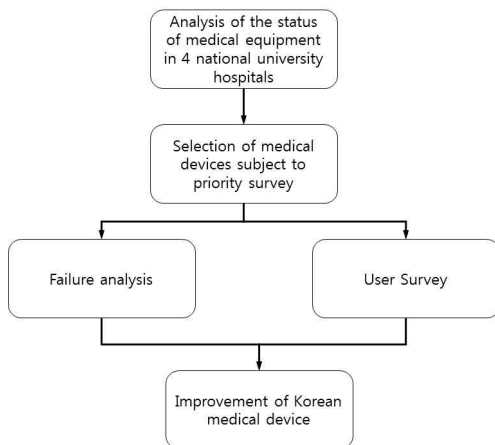 Analysis of the status
of medical equipment
in 4 national university
hospitals
Selection of medical
devices subject to
priority survey
Failure analysis
User Survey
Improvement of Korean
medical device